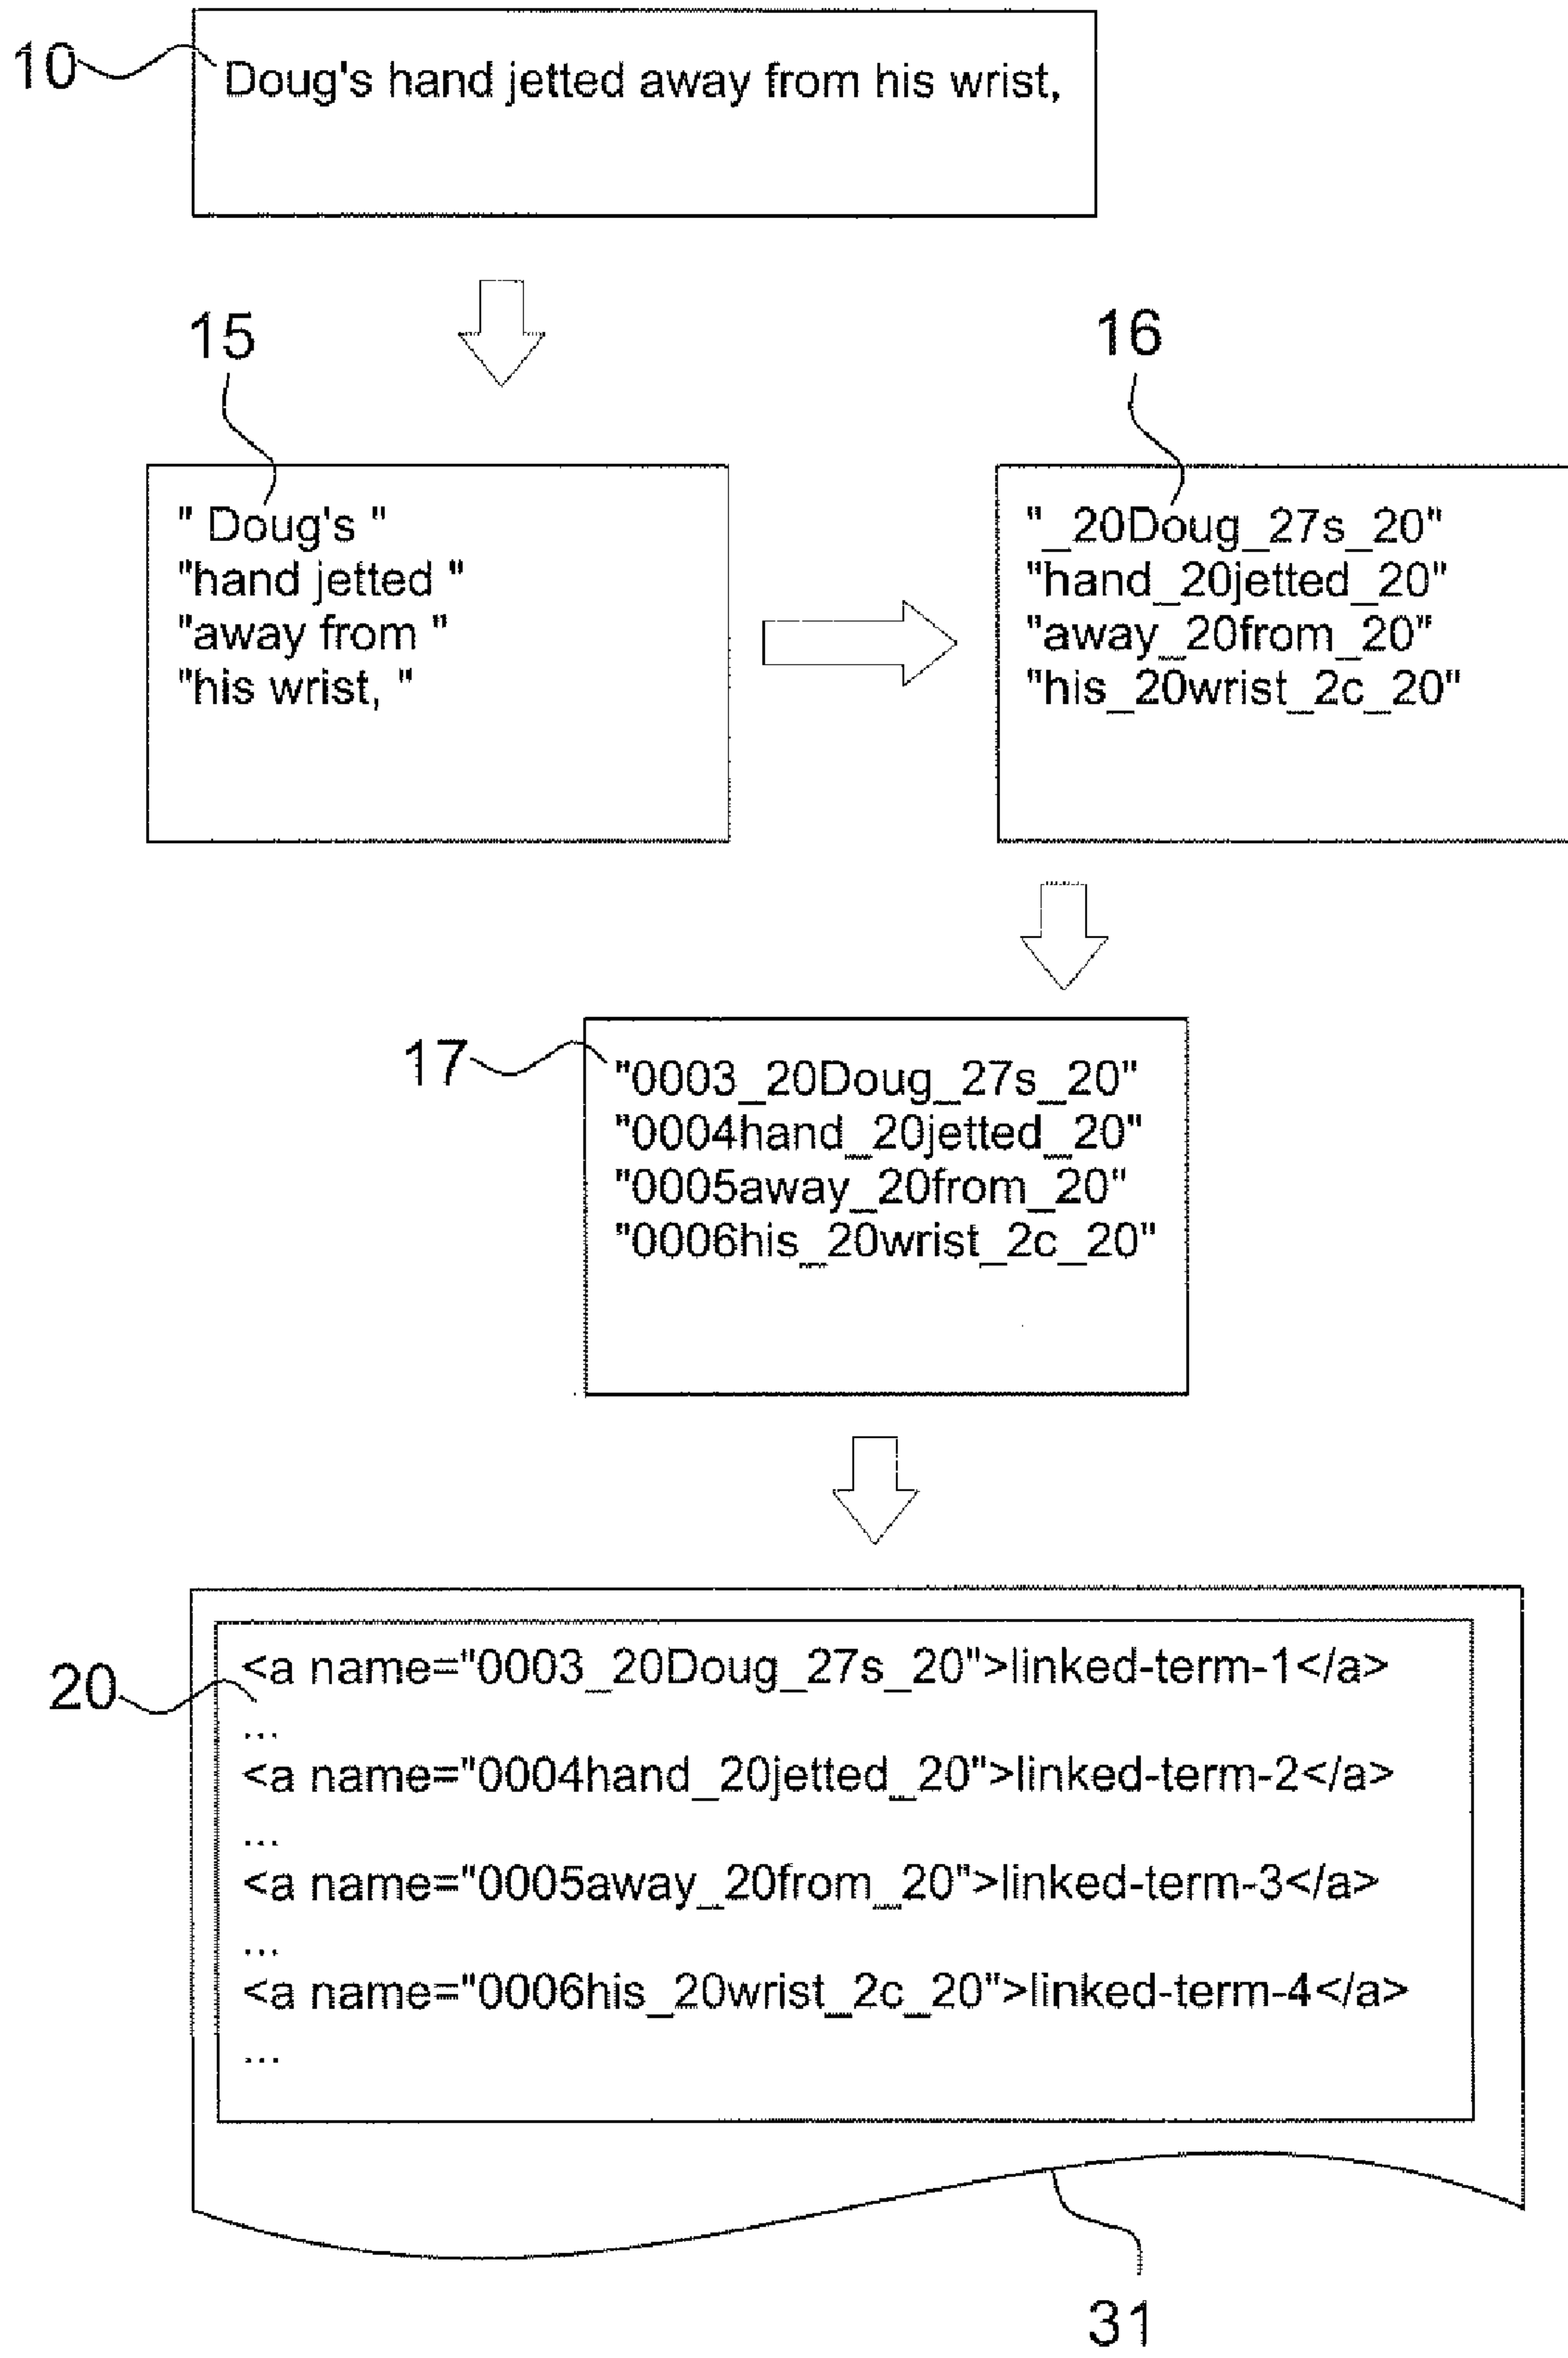 10
Doug's hand jetted away from his wrist,
15
" Doug's "
"hand jetted "
"away from "
"his wrist, "
16
"_20Doug_27s_20"
"hand_20jetted_20"
"away_20from_20"
"his_20wrist_2c_20"
17
"0003_20Doug_27s_20"
"0004hand_20jetted_20"
"0005away_20from_20"
"0006his_20wrist_2c_20"
20
<a name="0003_20Doug_27s_20">linked-term-1</a>
...
<a name="0004hand_20jetted_20">linked-term-2</a>
...
<a name="0005away_20from_20">linked-term-3</a>
...
<a name="0006his_20wrist_2c_20">linked-term-4</a>
...
31